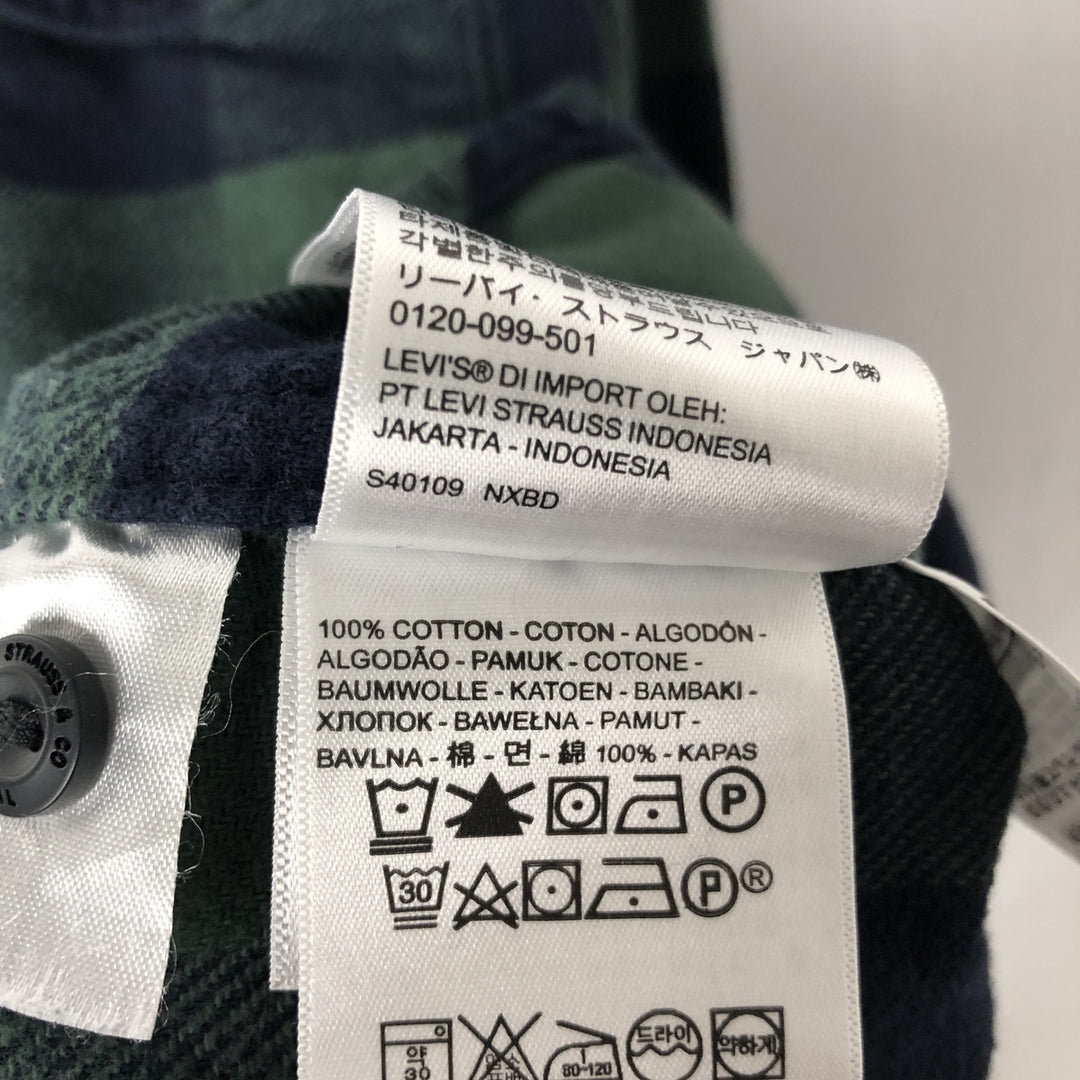 각별한주의를
リーバイ・ストラウス ジャパン㈱
0120-099-501
LEVI'S® DI IMPORT OLEH:
PT LEVI STRAUSS INDONESIA
JAKARTA - INDONESIA
S40109 NXBD
100% COTTON - COTON - ALGODÓN -
ALGODÃO - PAMUK - COTONE -
BAUMWOLLE - KATOEN - BAMBAKI -
ХЛОПОК - BAWEŁNA - PAMUT -
BAVLNA - 棉 - 면 - 綿 100% - KAPAS
P
30 P ®
약 드라이 약하게
30 80-120
STRAUSS & CO